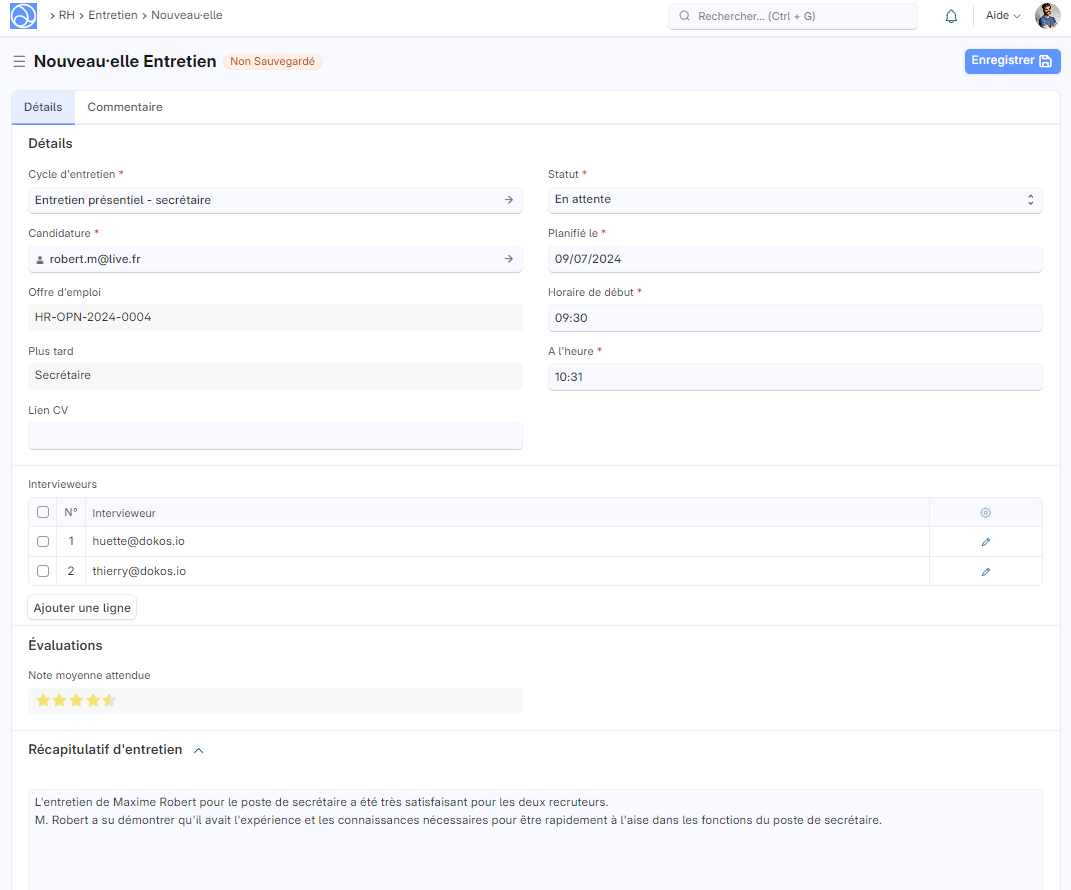 RH > Entretien > Nouveau·elle
Rechercher... (Ctrl + G)
Aide
Nouveau·elle Entretien
Non Sauvegardé
Enregistrer
Détails
Commentaire
Détails
Cycle d'entretien *
Statut *
Entretien présentiel - secrétaire
En attente
Candidature *
Planifié le *
robert.m@live.fr
09/07/2024
Offre d'emploi
Horaire de début *
HR-OPN-2024-0004
09:30
Plus tard
A l'heure *
Secrétaire
10:31
Lien CV
Intervieweurs
N°
Intervieweur
1
huette@dokos.io
2
thierry@dokos.io
Ajouter une ligne
Évaluations
Note moyenne attendue
Récapitulatif d'entretien
L'entretien de Maxime Robert pour le poste de secrétaire a été très satisfaisant pour les deux recruteurs.
M. Robert a su démontrer qu'il avait l'expérience et les connaissances nécessaires pour être rapidement à l'aise dans les fonctions du poste de secrétaire.